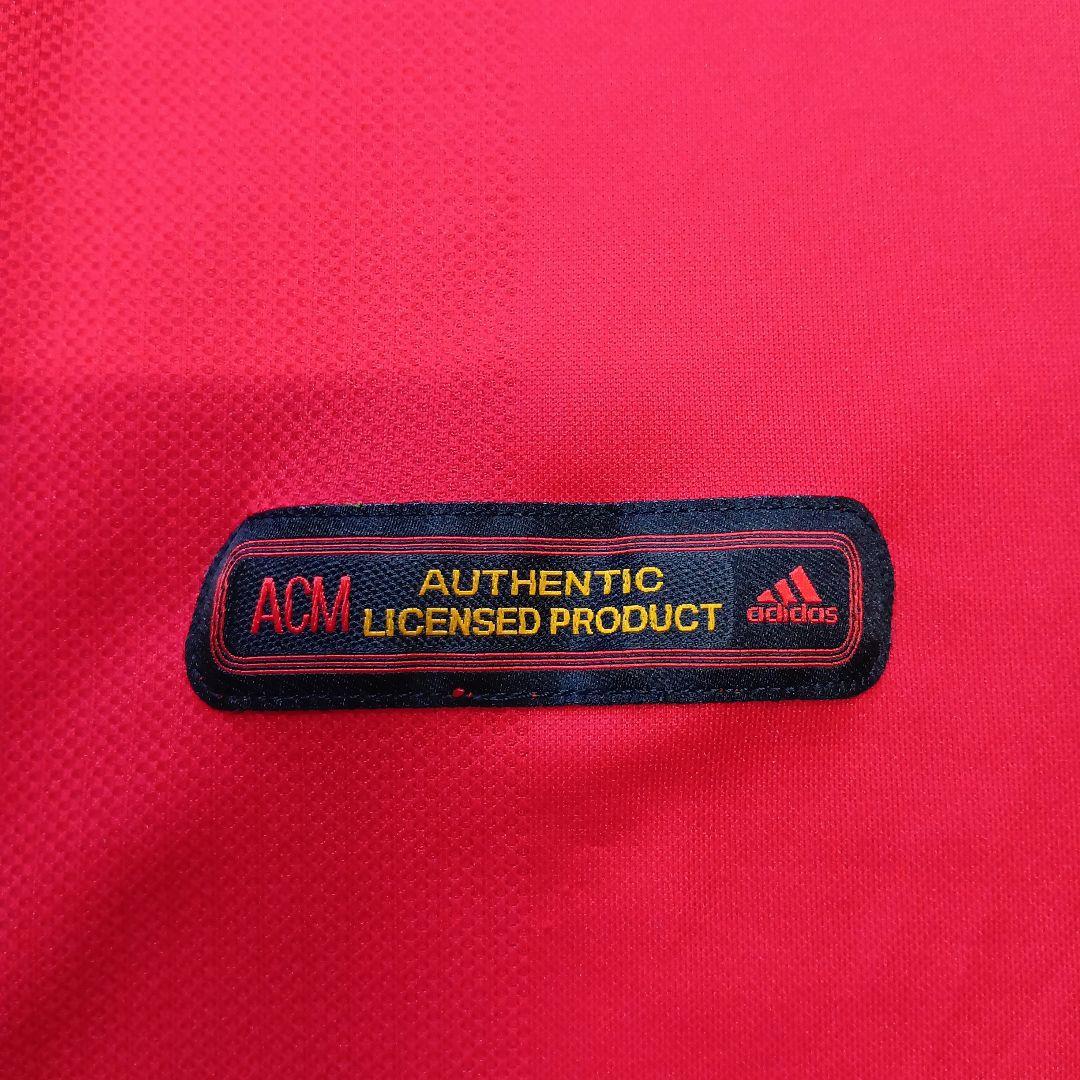 ACM
AUTHENTIC
LICENSED PRODUCT
adidas